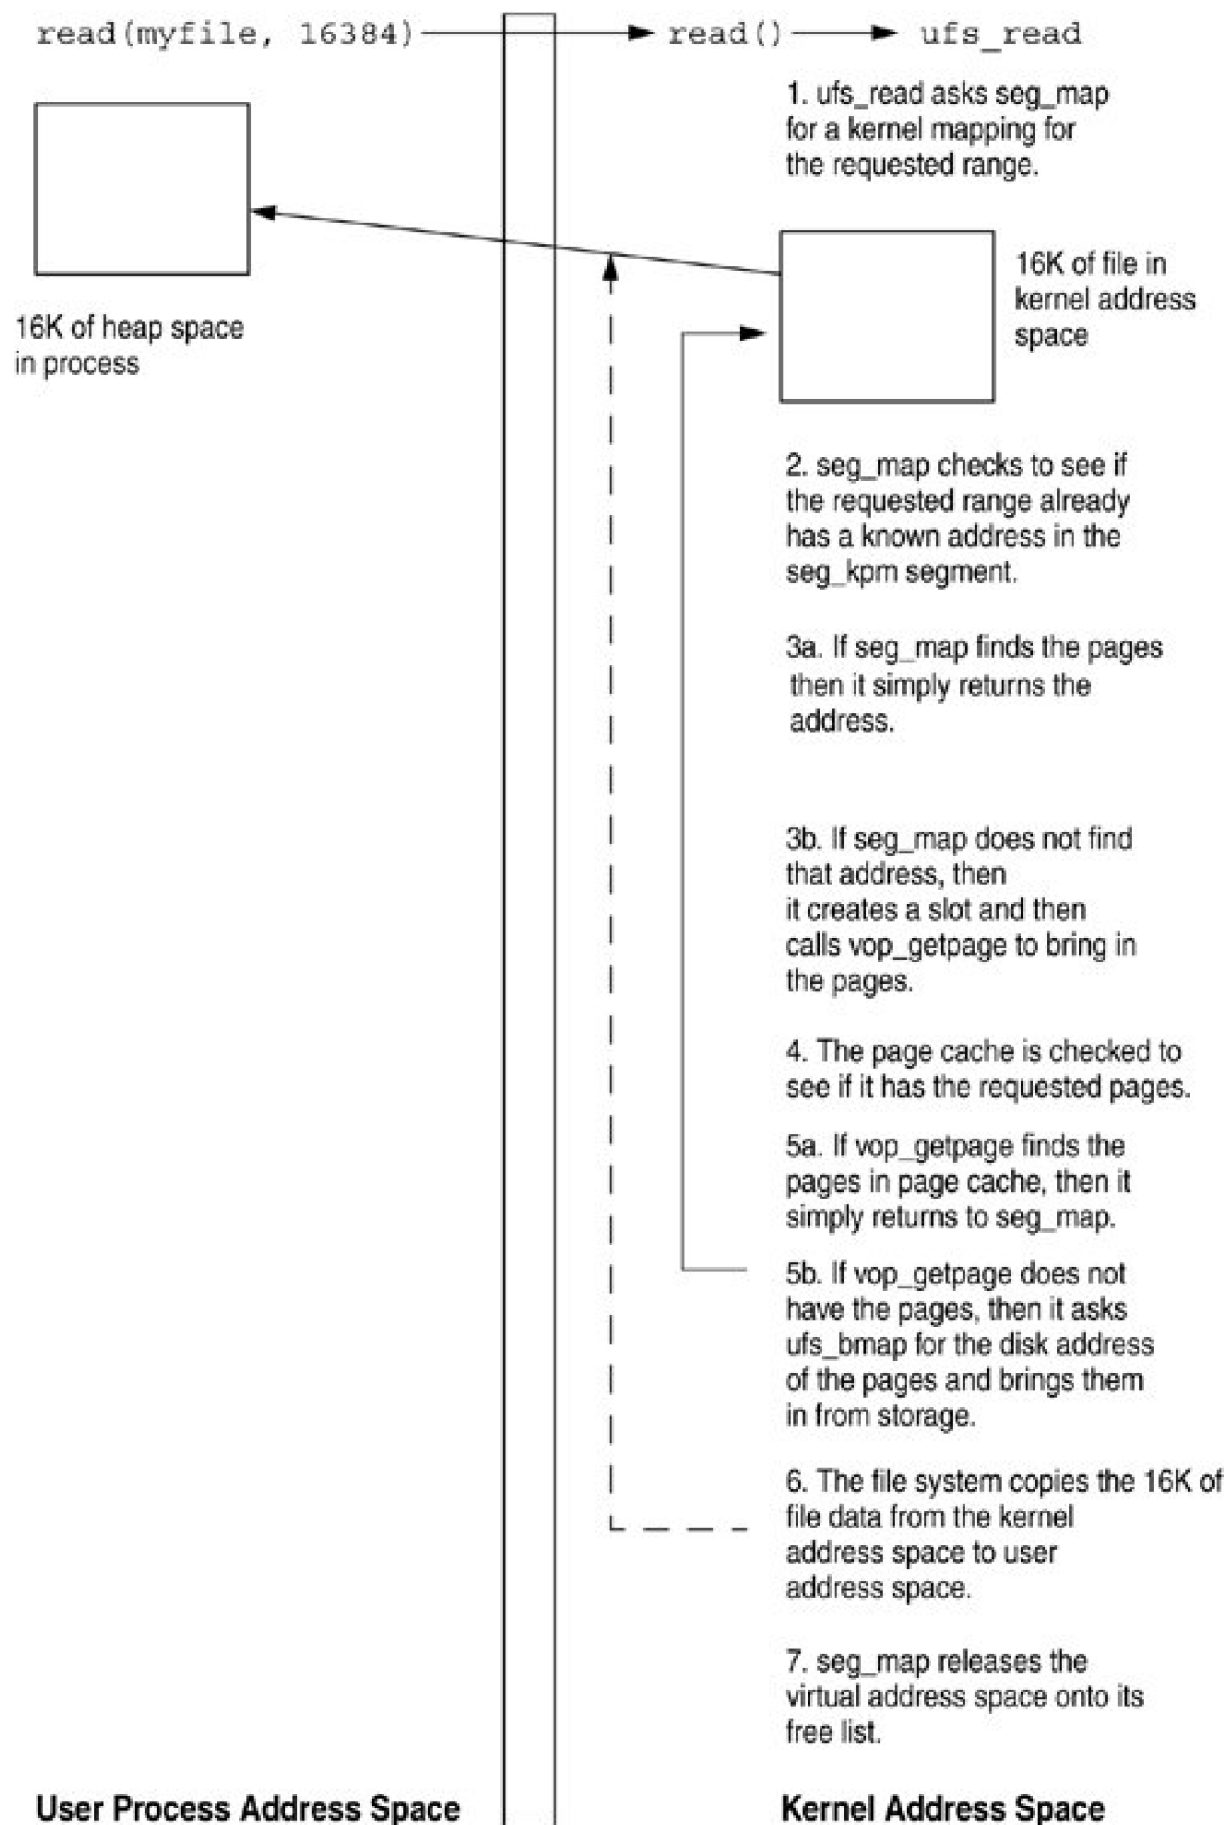 read(myfile, 16384)
read()
ufs_read
1. ufs_read asks seg_map
for a kernel mapping for
the requested range.
16K of file in
kernel address
space
16K of heap space
in process
2. seg_map checks to see if
the requested range already
has a known address in the
seg_kpm segment.
3a. If seg_map finds the pages
then it simply returns the
address.
3b. If seg_map does not find
that address, then
it creates a slot and then
calls vop_getpage to bring in
the pages.
4. The page cache is checked to
see if it has the requested pages.
5a. If vop_getpage finds the
pages in page cache, then it
simply returns to seg_map.
5b. If vop_getpage does not
have the pages, then it asks
ufs_bmap for the disk address
of the pages and brings them
in from storage.
6. The file system copies the 16K of
file data from the kernel
address space to user
address space.
7. seg_map releases the
virtual address space onto its
free list.
User Process Address Space
Kernel Address Space